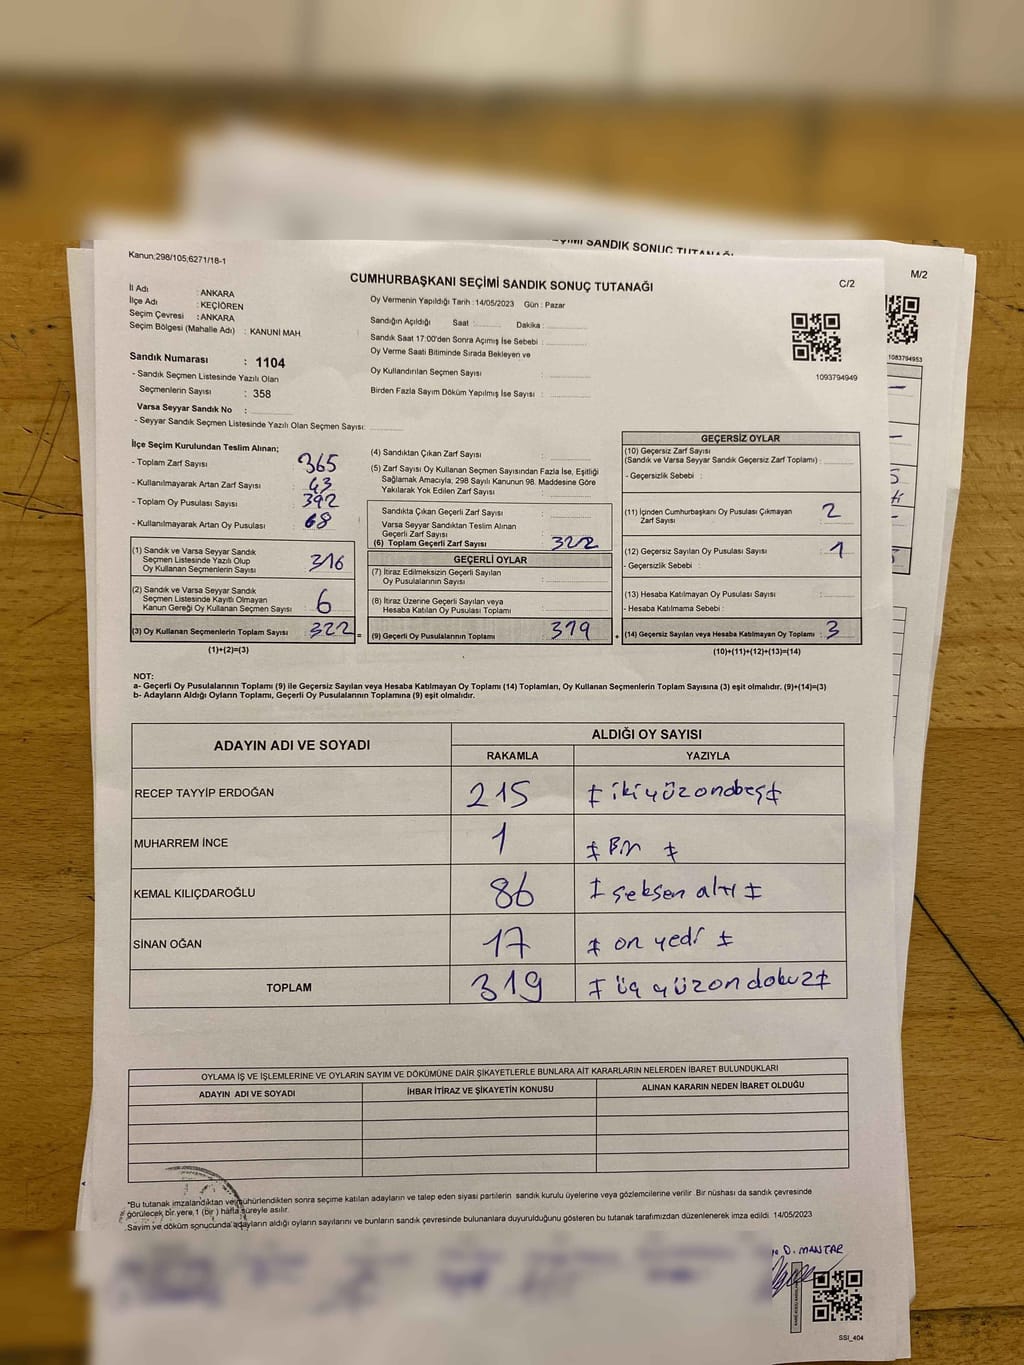 SEÇİMİ SANDIK SONUÇ TUTANAĞI
M/2
1083794953
Kanun;298/105;6271/18-1
CUMHURBAŞKANI SEÇİMİ SANDIK SONUÇ TUTANAĞI
C/2
İl Adı : ANKARA
İlçe Adı : KEÇİÖREN
Seçim Çevresi : ANKARA
Seçim Bölgesi (Mahalle Adı) : KANUNİ MAH
Oy Vermenin Yapıldığı Tarih :14/05/2023 Gün : Pazar
Sandığın Açıldığı Saat : Dakika :
Sandık Saat 17:00'den Sonra Açımış İse Sebebi :
Oy Verme Saati Bitiminde Sırada Bekleyen ve
Oy Kullandırılan Seçmen Sayısı :
Birden Fazla Sayım Döküm Yapılmış İse Sayısı :
1093794949
Sandık Numarası : 1104
- Sandık Seçmen Listesinde Yazılı Olan
Seçmenlerin Sayısı : 358
Varsa Seyyar Sandık No :
- Seyyar Sandık Seçmen Listesinde Yazılı Olan Seçmen Sayısı:
İlçe Seçim Kurulundan Teslim Alınan;
- Toplam Zarf Sayısı : 365
- Kullanılmayarak Artan Zarf Sayısı : 43
- Toplam Oy Pusulası Sayısı : 392
- Kullanılmayarak Artan Oy Pusulası : 68
(1) Sandık ve Varsa Seyyar Sandık
Seçmen Listesinde Yazılı Olup
Oy Kullanan Seçmenlerin Sayısı : 316
(2) Sandık ve Varsa Seyyar Sandık
Seçmen Listesinde Kayıtlı Olmayan
Kanun Gereği Oy Kullanan Seçmen Sayısı : 6
(3) Oy Kullanan Seçmenlerin Toplam Sayısı : 322
(1)+(2)=(3)
=
(4) Sandıktan Çıkan Zarf Sayısı :
(5) Zarf Sayısı Oy Kullanan Seçmen Sayısından Fazla İse, Eşitliği
Sağlamak Amacıyla, 298 Sayılı Kanunun 98. Maddesine Göre
Yakılarak Yok Edilen Zarf Sayısı :
Sandıkta Çıkan Geçerli Zarf Sayısı :
Varsa Seyyar Sandıktan Teslim Alınan
Geçerli Zarf Sayısı :
(6) Toplam Geçerli Zarf Sayısı : 322
GEÇERLİ OYLAR
(7) İtiraz Edilmeksizin Geçerli Sayılan
Oy Pusulalarının Sayısı :
(8) İtiraz Üzerine Geçerli Sayılan veya
Hesaba Katılan Oy Pusulası Toplamı :
(9) Geçerli Oy Pusulalarının Toplamı : 319
+
GEÇERSİZ OYLAR
(10) Geçersiz Zarf Sayısı
(Sandık ve Varsa Seyyar Sandık Geçersiz Zarf Toplamı) :
- Geçersizlik Sebebi :
(11) İçinden Cumhurbaşkanı Oy Pusulası Çıkmayan
Zarf Sayısı : 2
(12) Geçersiz Sayılan Oy Pusulası Sayısı : 1
- Geçersizlik Sebebi :
(13) Hesaba Katılmayan Oy Pusulası Sayısı :
- Hesaba Katılmama Sebebi :
(14) Geçersiz Sayılan veya Hesaba Katılmayan Oy Toplamı : 3
(10)+(11)+(12)+(13)=(14)
NOT:
a- Geçerli Oy Pusulalarının Toplamı (9) ile Geçersiz Sayılan veya Hesaba Katılmayan Oy Toplamı (14) Toplamları, Oy Kullanan Seçmenlerin Toplam Sayısına (3) eşit olmalıdır. (9)+(14)=(3)
b- Adayların Aldığı Oyların Toplamı, Geçerli Oy Pusulalarının Toplamına (9) eşit olmalıdır.
ADAYIN ADI VE SOYADI
ALDIĞI OY SAYISI
RAKAMLA YAZIYLA
RECEP TAYYİP ERDOĞAN 215 ikiyüzonbeş
MUHARREM İNCE 1 Bir
KEMAL KILIÇDAROĞLU 86 seksen altı
SİNAN OĞAN 17 on yedi
TOPLAM 319 üç yüzon dokuz
OYLAMA İŞ VE İŞLEMLERİNE VE OYLARIN SAYIM VE DÖKÜMÜNE DAİR ŞİKAYETLERLE BUNLARA AİT KARARLARIN NELERDEN İBARET BULUNDUKLARI
ADAYIN ADI VE SOYADI İHBAR İTİRAZ VE ŞİKAYETİN KONUSU ALINAN KARARIN NEDEN İBARET OLDUĞU
*Bu tutanak imzalandıktan ve mühürlendikten sonra seçime katılan adayların ve talep eden siyasi partilerin sandık kurulu üyelerine veya gözlemcilerine verilir. Bir nüshası da sandık çevresinde
görülecek bir yere 1 (bir) hafta süreyle asılır.
Sayım ve döküm sonucunda adayların aldığı oyların sayılarını ve bunların sandık çevresinde bulunanlara duyurulduğunu gösteren bu tutanak tarafımızdan düzenlenerek imza edildi. 14/05/2023
D. MANTAR
SSI_404